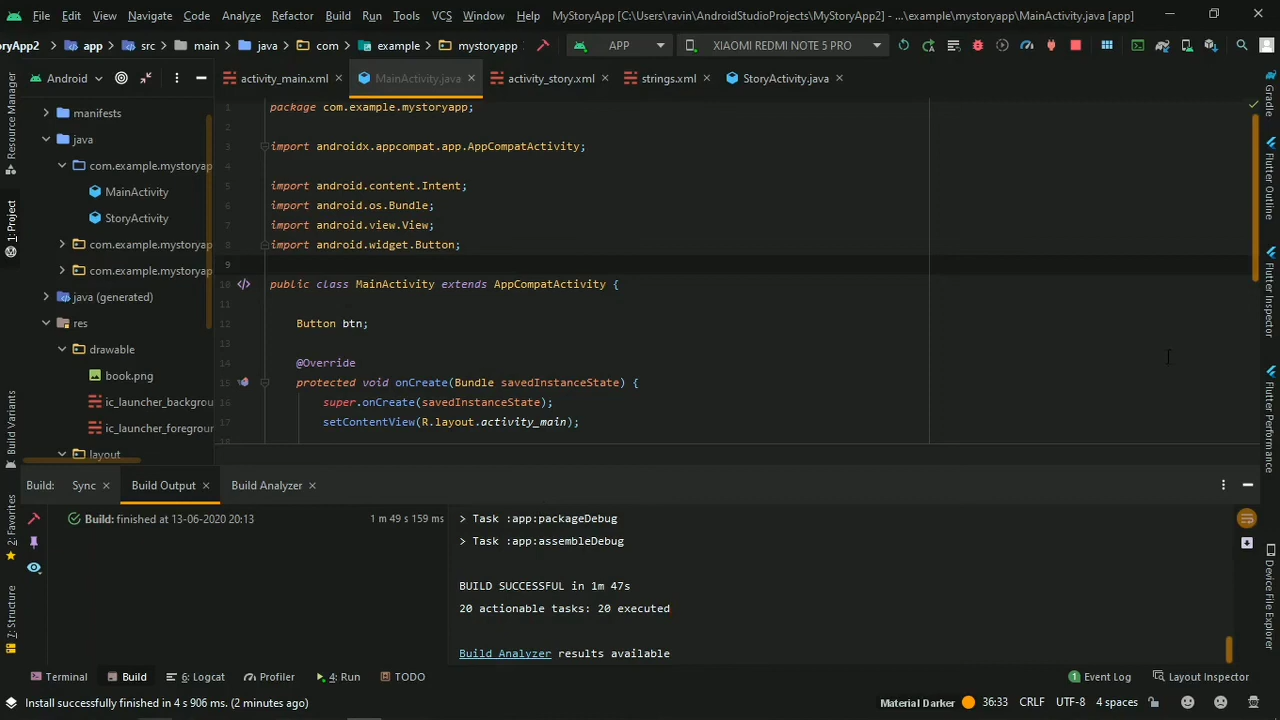 File Edit View Navigate Code Analyze Refactor Build Run Tools VCS Window Help MyStoryApp [C:\Users\ravin\AndroidStudioProjects\MyStoryApp2] - ...\example\mystoryapp\MainActivity.java [app]
oryApp2 app src main java com example mystoryapp APP XIAOMI REDMI NOTE 5 PRO
Android activity_main.xml MainActivity.java activity_story.xml strings.xml StoryActivity.java
Resource Manager
1: Project
Build Variants
2: Favorites
7: Structure
manifests
java
com.example.mystoryap
MainActivity
StoryActivity
com.example.mystoryap
com.example.mystoryap
java (generated)
res
drawable
book.png
ic_launcher_backgrou
ic_launcher_foregrour
layout
1 package com.example.mystoryapp;
2
3 import androidx.appcompat.app.AppCompatActivity;
4
5 import android.content.Intent;
6 import android.os.Bundle;
7 import android.view.View;
8 import android.widget.Button;
9
10 public class MainActivity extends AppCompatActivity {
11
12 Button btn;
13
14 @Override
15 protected void onCreate(Bundle savedInstanceState) {
16 super.onCreate(savedInstanceState);
17 setContentView(R.layout.activity_main);
18
Gradle
Flutter Outline
Flutter Inspector
Flutter Performance
Device File Explorer
Build: Sync Build Output Build Analyzer
Build: finished at 13-06-2020 20:13 1 m 49 s 159 ms
> Task :app:packageDebug
> Task :app:assembleDebug
BUILD SUCCESSFUL in 1m 47s
20 actionable tasks: 20 executed
Build Analyzer results available
Terminal Build 6: Logcat Profiler 4: Run TODO 1 Event Log Layout Inspector
Install successfully finished in 4 s 906 ms. (2 minutes ago) Material Darker 36:33 CRLF UTF-8 4 spaces